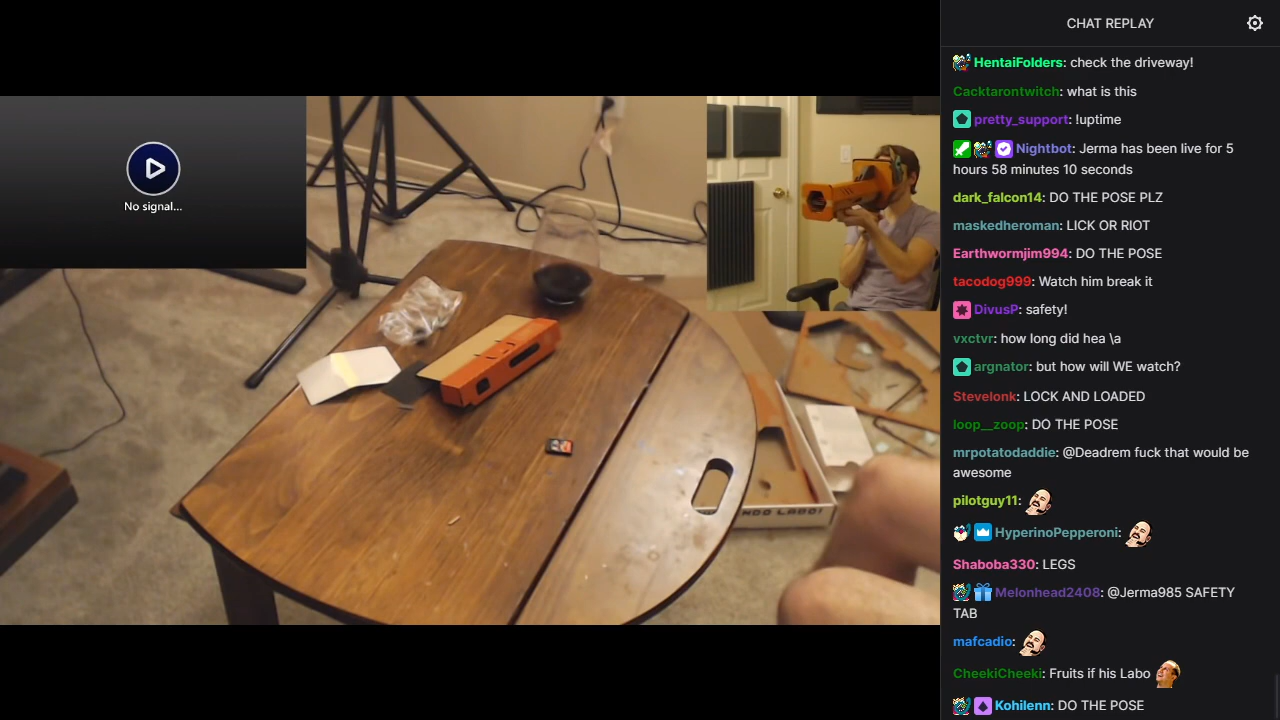 CHAT REPLAY
HentaiFolders: check the driveway!
Cacktarontwitch: what is this
pretty_support: !uptime
Nightbot: Jerma has been live for 5
hours 58 minutes 10 seconds
dark_falcon14: DO THE POSE PLZ
maskedheroman: LICK OR RIOT
Earthwormjim994: DO THE POSE
tacodog999: Watch him break it
DivusP: safety!
vxctvr: how long did hea \a
argnator: but how will WE watch?
Stevelonk: LOCK AND LOADED
loop__zoop: DO THE POSE
mrpotatodaddie: @Deadrem fuck that would be
awesome
pilotguy11:
HyperinoPepperoni:
Shaboba330: LEGS
Melonhead2408: @Jerma985 SAFETY
TAB
mafcadio:
CheekiCheeki: Fruits if his Labo
Kohilenn: DO THE POSE
No signal...
NDO LABO!